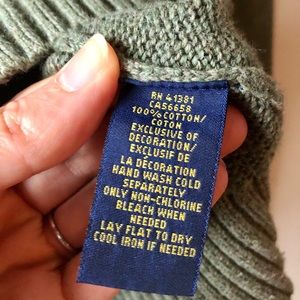 RN 41381
CA56658
100% COTTON/
COTON
EXCLUSIVE OF
DECORATION/
EXCLUSIF DE
LA DÉCORATION
HAND WASH COLD
SEPARATELY
ONLY NON-CHLORINE
BLEACH WHEN
NEEDED
LAY FLAT TO DRY
COOL IRON IF NEEDED